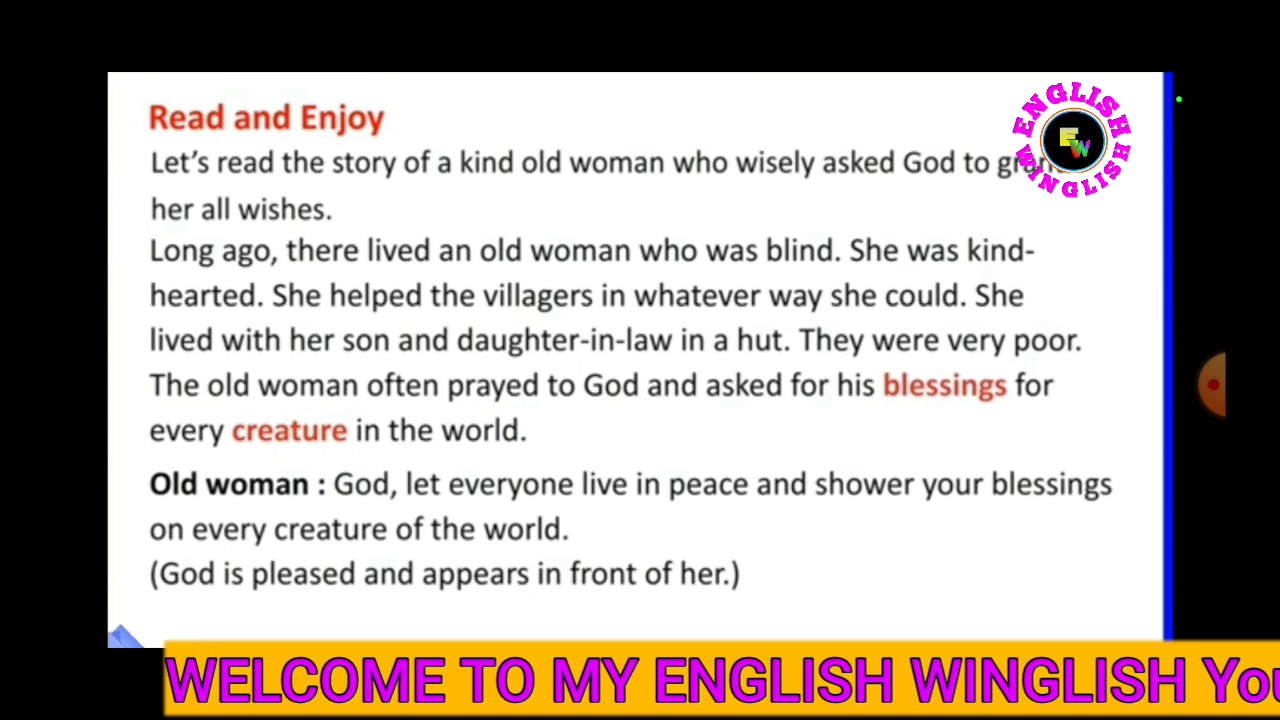 Read and Enjoy
Let's read the story of a kind old woman who wisely asked God to
her all wishes.
Long ago, there lived an old woman who was blind. She was kind-
hearted. She helped the villagers in whatever way she could. She
lived with her son and daughter-in-law in a hut. They were very poor.
The old woman often prayed to God and asked for his blessings for
every creature in the world.
Old woman : God, let everyone live in peace and shower your blessings
on every creature of the world.
(God is pleased and appears in front of her.)
ENGLISH
EW
WINGLISH
WELCOME TO MY ENGLISH WINGLISH